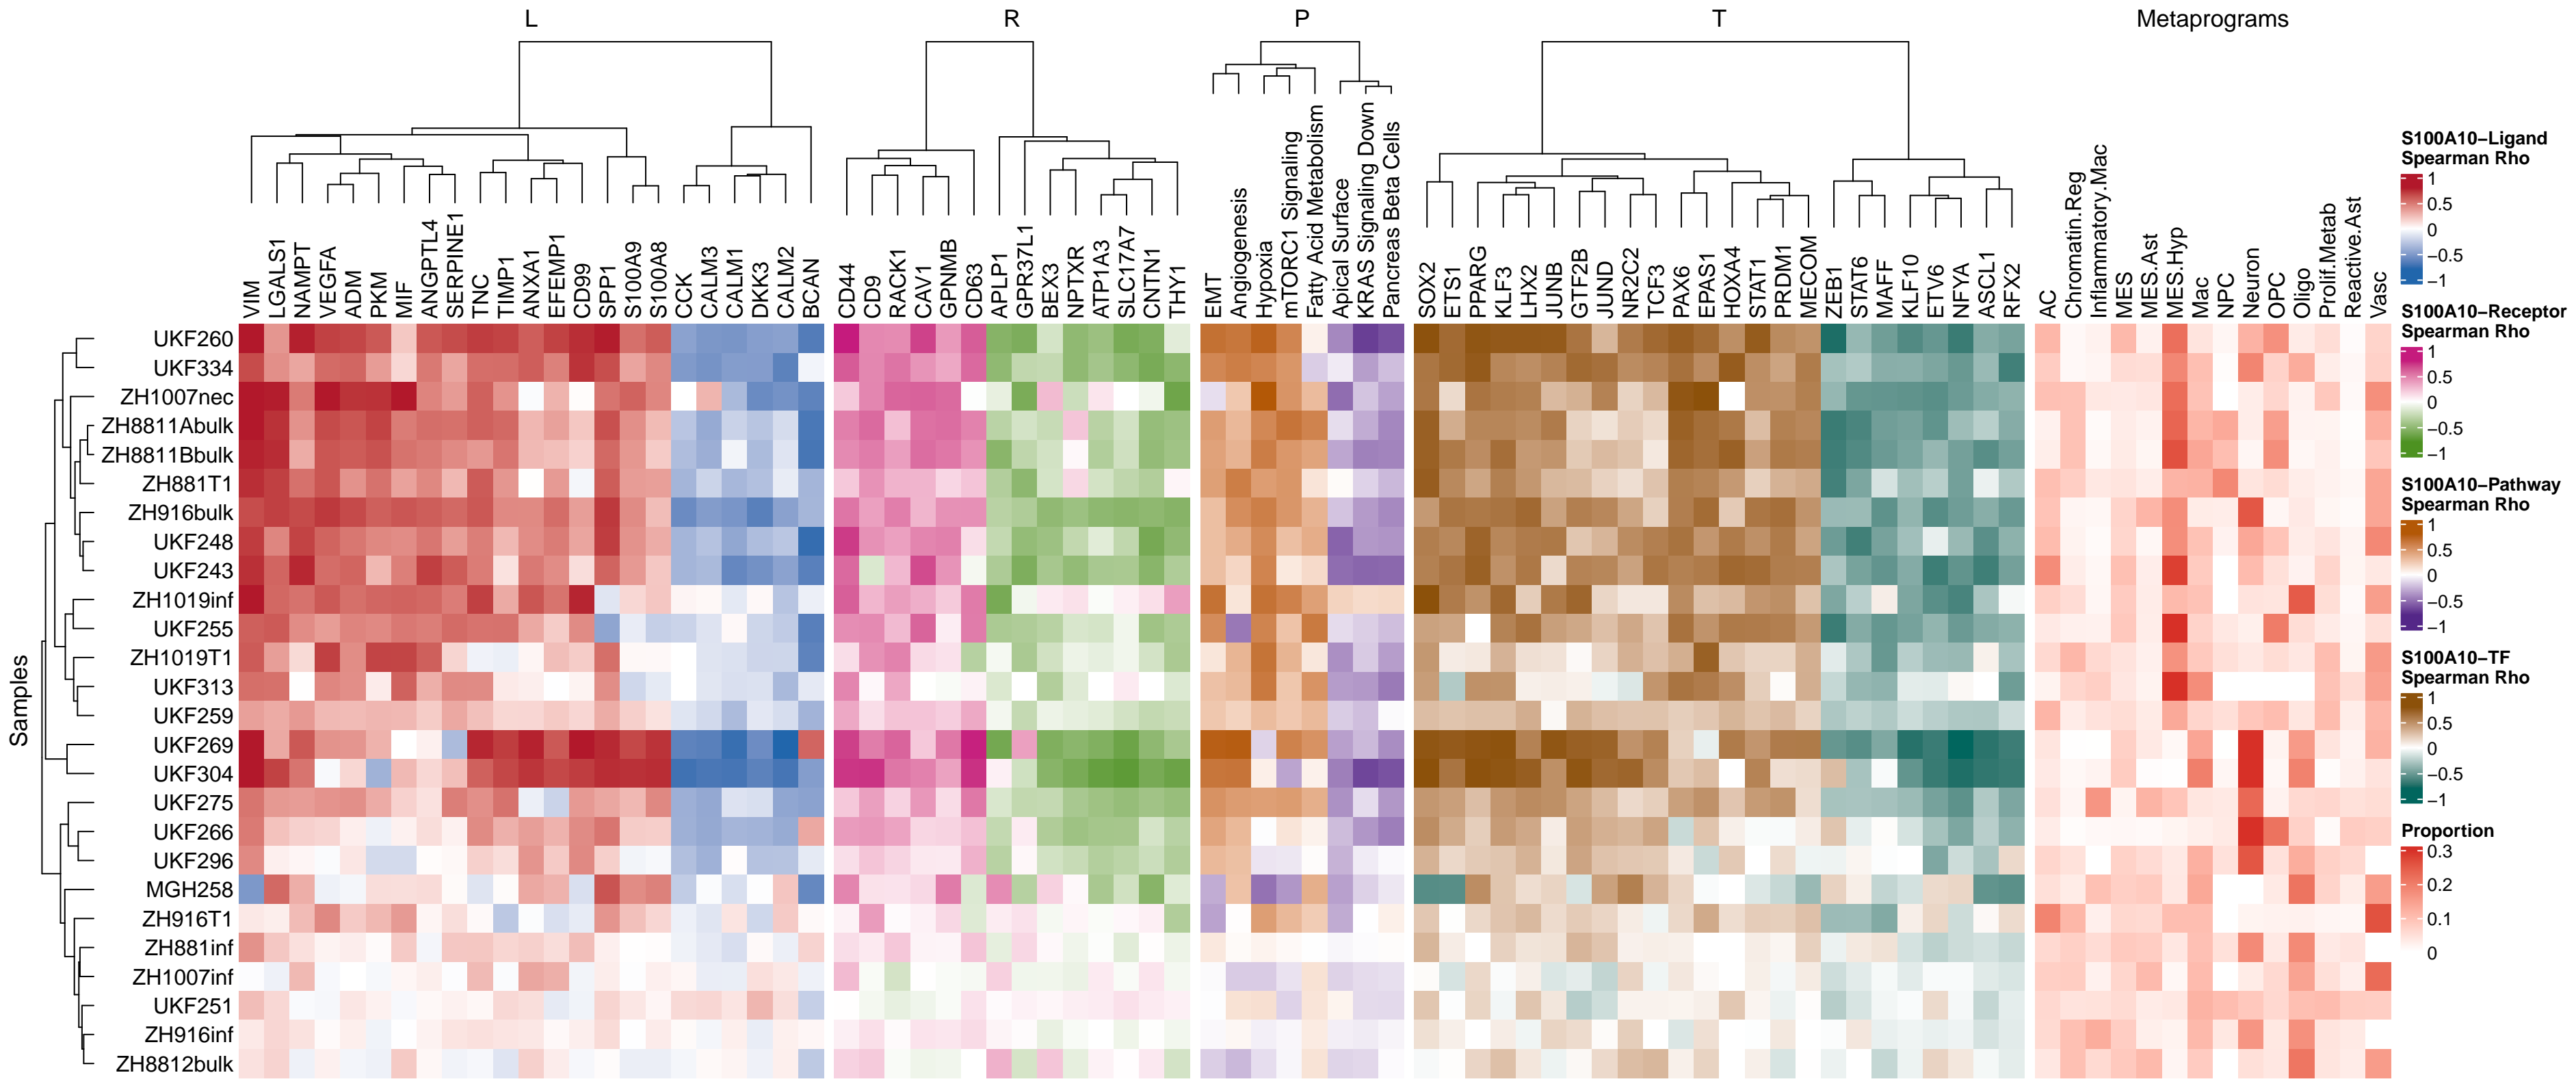 L R P T Metaprograms
VIM LGALS1 NAMPT VEGFA ADM PKM MIF ANGPTL4 SERPINE1 TNC TIMP1 ANXA1 EFEMP1 CD99 SPP1 S100A9 S100A8 CCK CALM3 CALM1 DKK3 CALM2 BCAN
CD44 CD9 RACK1 CAV1 GPNMB CD63 APLP1 GPR37L1 BEX3 NPTXR ATP1A3 SLC17A7 CNTN1 THY1
EMT
Angiogenesis
Hypoxia
mTORC1 Signaling
Fatty Acid Metabolism
Apical Surface
KRAS Signaling Down
Pancreas Beta Cells
SOX2 ETS1 PPARG KLF3 LHX2 JUNB GTF2B JUND NR2C2 TCF3 PAX6 EPAS1 HOXA4 STAT1 PRDM1 MECOM ZEB1 STAT6 MAFF KLF10 ETV6 NFYA ASCL1 RFX2
AC Chromatin.Reg Inflammatory.Mac MES MES.Ast MES.Hyp Mac NPC Neuron OPC Oligo Prolif.Metab Reactive.Ast Vasc
Samples
UKF260
UKF334
ZH1007nec
ZH8811Abulk
ZH8811Bbulk
ZH881T1
ZH916bulk
UKF248
UKF243
ZH1019inf
UKF255
ZH1019T1
UKF313
UKF259
UKF269
UKF304
UKF275
UKF266
UKF296
MGH258
ZH916T1
ZH881inf
ZH1007inf
UKF251
ZH916inf
ZH8812bulk
S100A10−Ligand
Spearman Rho
1
0.5
0
−0.5
−1
S100A10−Receptor
Spearman Rho
1
0.5
0
−0.5
−1
S100A10−Pathway
Spearman Rho
1
0.5
0
−0.5
−1
S100A10−TF
Spearman Rho
1
0.5
0
−0.5
−1
Proportion
0.3
0.2
0.1
0